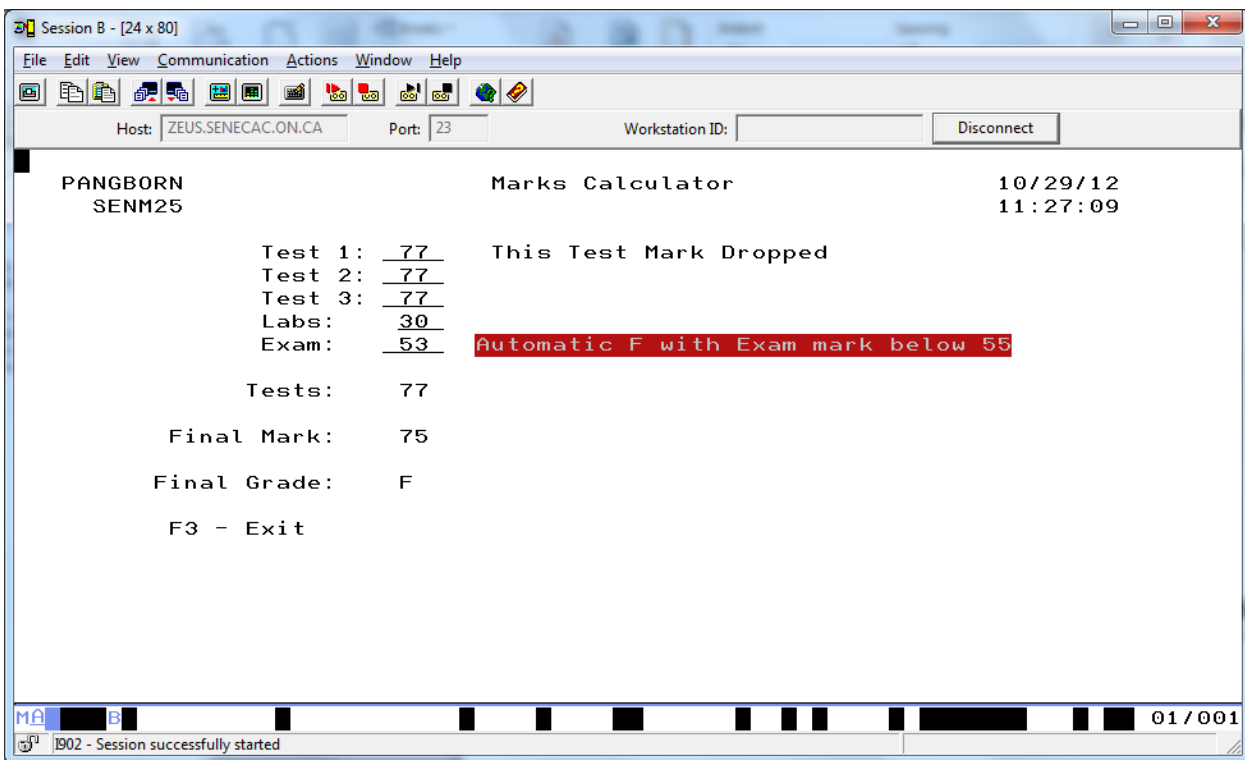 Session B - [24 x 80]
File Edit View Communication Actions Window Help
Host: ZEUS.SENECAC.ON.CA Port: 23 Workstation ID: Disconnect
PANGBORN Marks Calculator 10/29/12
SENM25 11:27:09
Test 1: 77 This Test Mark Dropped
Test 2: 77
Test 3: 77
Labs: 30
Exam: 53 Automatic F with Exam mark below 55
Tests: 77
Final Mark: 75
Final Grade: F
F3 - Exit
MA B 01/001
I902 - Session successfully started